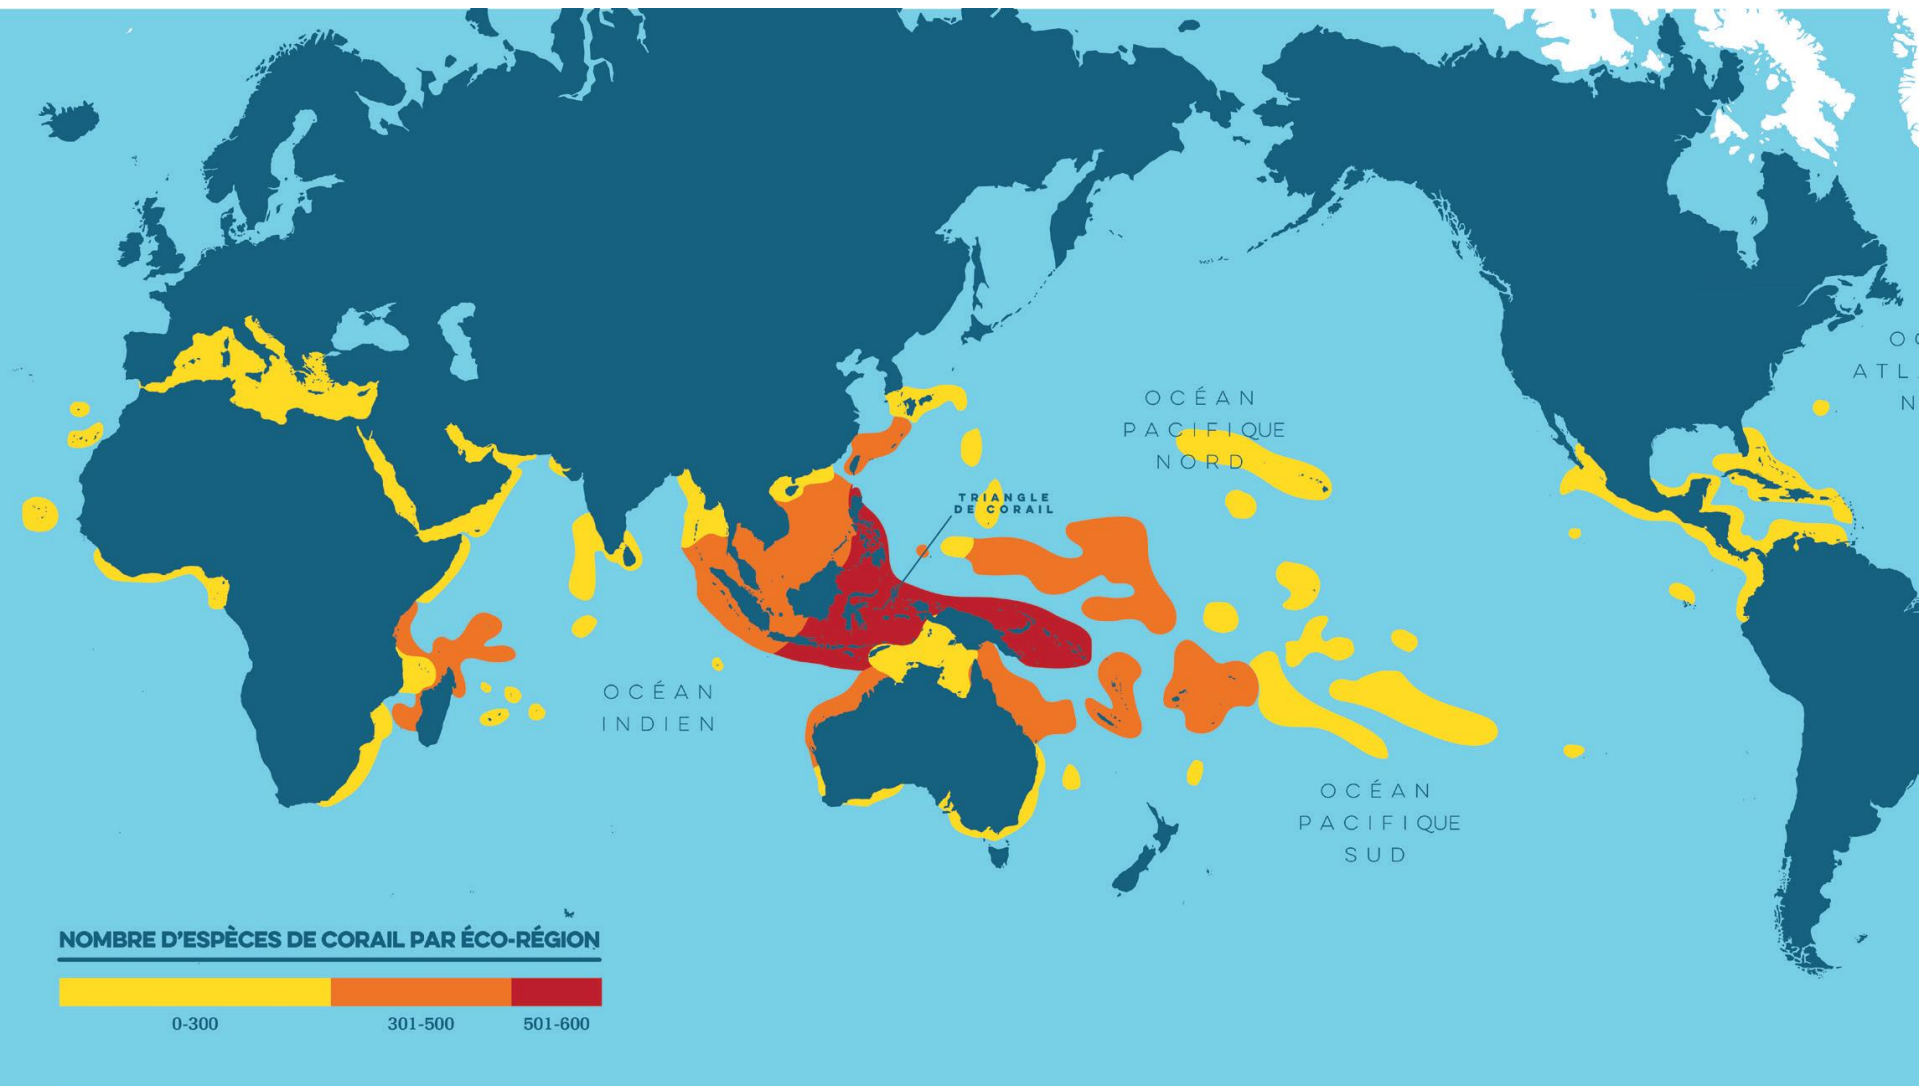 OCÉAN
PACIFIQUE
NORD
TRIANGLE
DE CORAIL
OCÉAN
INDIEN
OCÉAN
PACIFIQUE
SUD
O
ATL
N
NOMBRE D'ESPÈCES DE CORAIL PAR ÉCO-RÉGION
0-300
301-500
501-600